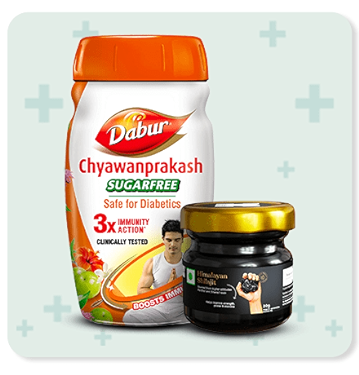 Dabur
Chyawanprakash
SUGARFREE
Safe for Diabetics
3x IMMUNITY
ACTION*
CLINICALLY TESTED
BOOSTS IMM
Himalayan
Shilajit